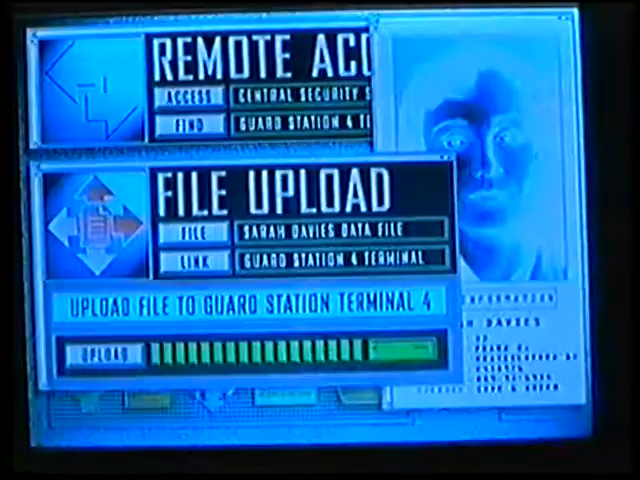 REMOTE ACC
ACCESS CENTRAL SECURITY S
FIND GUARD STATION 4 TE
FILE UPLOAD
FILE SARAH DAVIES DATA FILE
LINK GUARD STATION 4 TERMINAL
UPLOAD FILE TO GUARD STATION TERMINAL 4
UPLOAD
H DAVIES